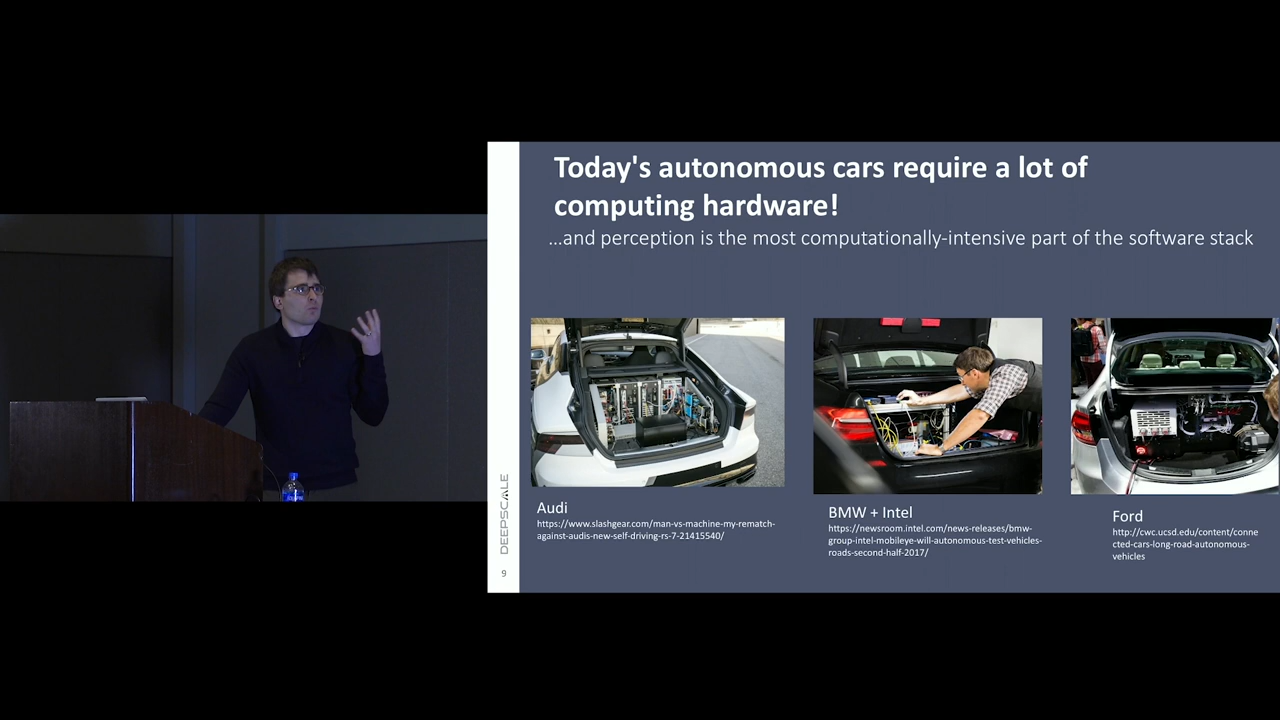 Today's autonomous cars require a lot of
computing hardware!
...and perception is the most computationally-intensive part of the software stack
Audi
https://www.slashgear.com/man-vs-machine-my-rematch-
against-audis-new-self-driving-rs-7-21415540/
BMW + Intel
https://newsroom.intel.com/news-releases/bmw-
group-intel-mobileye-will-autonomous-test-vehicles-
roads-second-half-2017/
Ford
http://cwc.ucsd.edu/content/conne
cted-cars-long-road-autonomous-
vehicles
DEEPSCALE
9